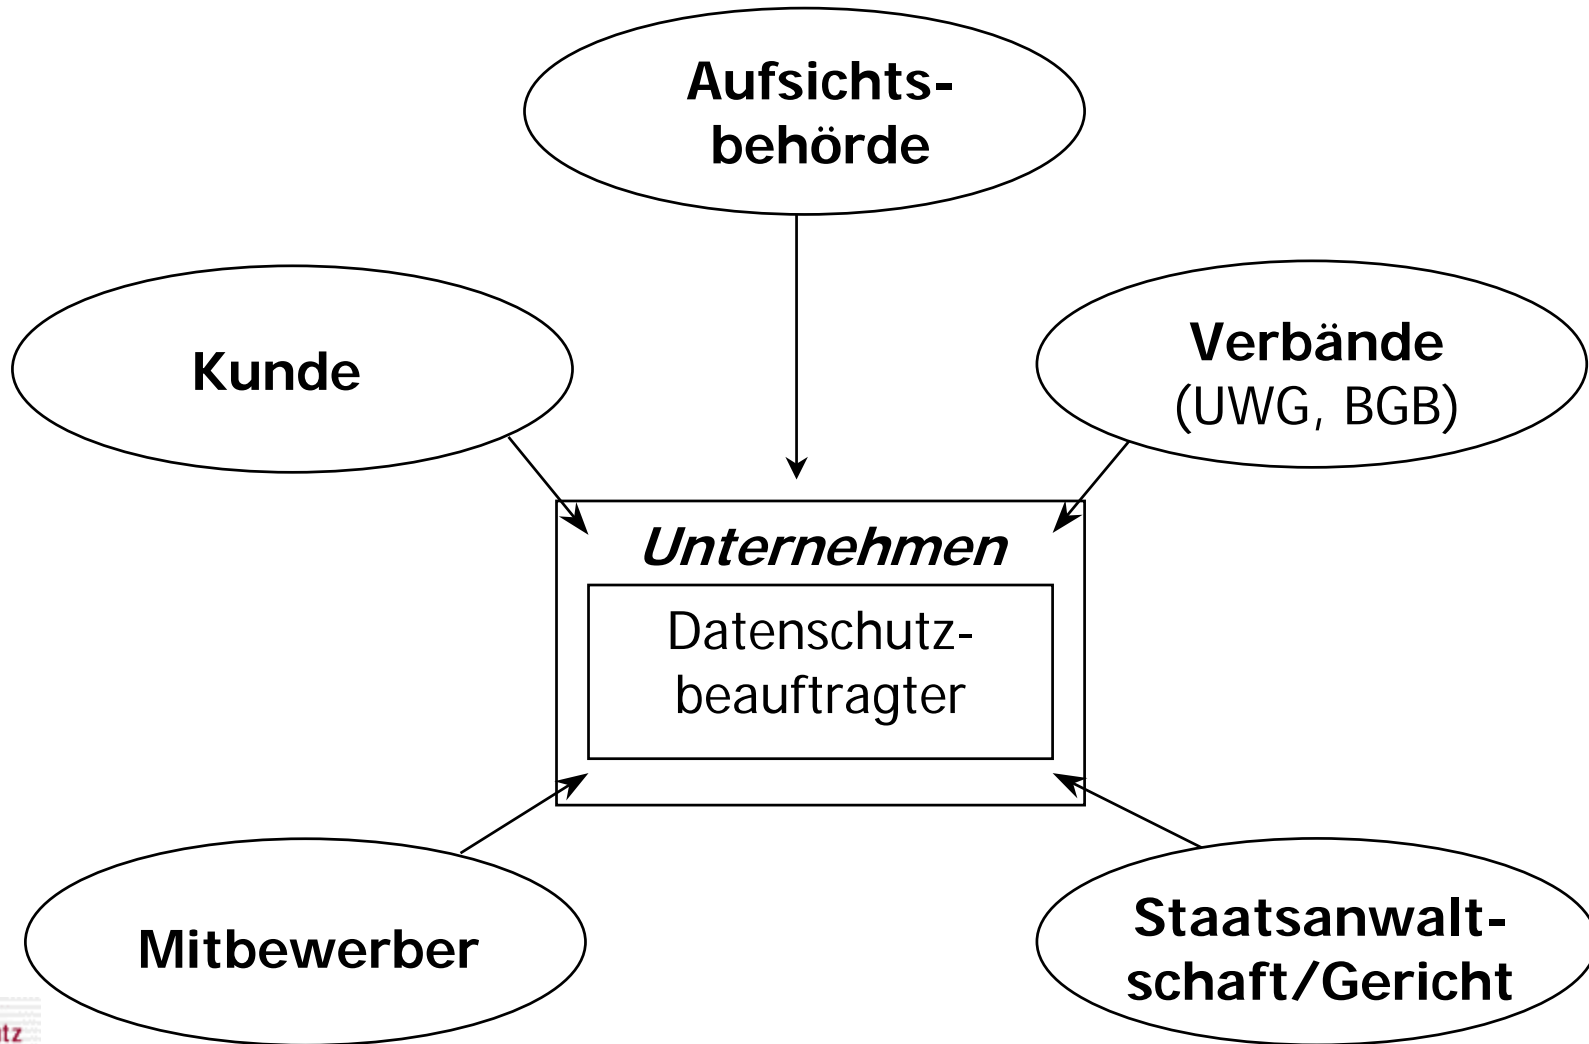 Aufsichts-
behörde
Kunde
Verbände
(UWG, BGB)
Unternehmen
Datenschutz-
beauftragter
Mitbewerber
Staatsanwalt-
schaft/Gericht